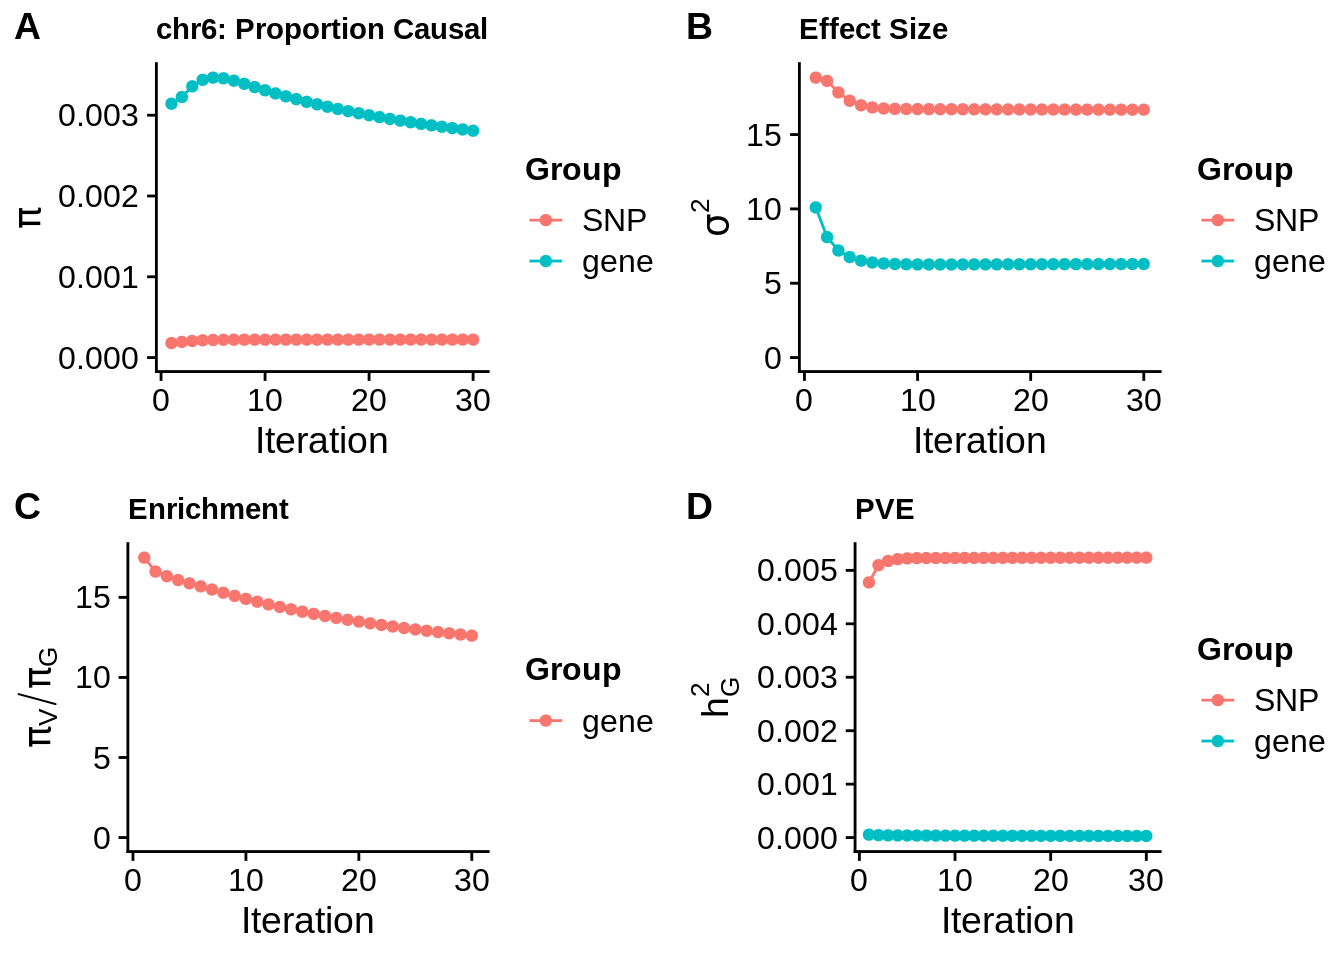 A
chr6: Proportion Causal
π
0.003
0.002
0.001
0.000
0 10 20 30
Iteration
Group
SNP
gene
B
Effect Size
σ²
15
10
5
0
0 10 20 30
Iteration
Group
SNP
gene
C
Enrichment
π_V/π_G
15
10
5
0
0 10 20 30
Iteration
Group
gene
D
PVE
h²_G
0.005
0.004
0.003
0.002
0.001
0.000
0 10 20 30
Iteration
Group
SNP
gene